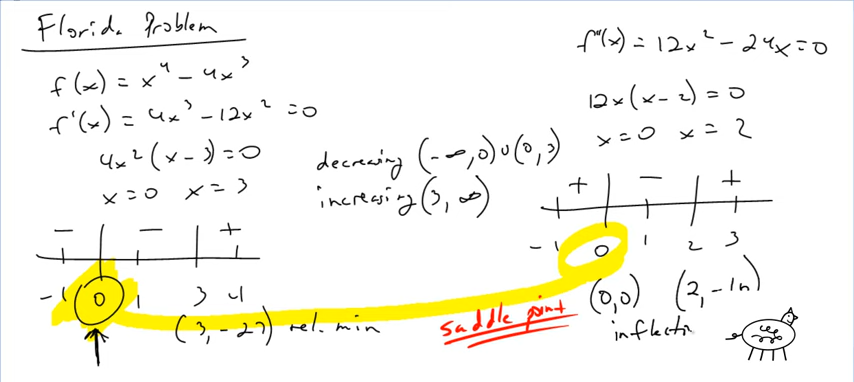 Florida Problem
f(x) = x⁴ - 4x³
f'(x) = 4x³ - 12x² = 0
4x²(x - 3) = 0
x = 0 x = 3
- - +
-1 0 1 3 4
(3, -27) rel. min
decreasing (-∞, 0) ∪ (0, 3)
increasing (3, ∞)
f''(x) = 12x² - 24x = 0
12x(x - 2) = 0
x = 0 x = 2
+ - +
-1 0 1 2 3
saddle point
(0,0) (2, -16)
inflection